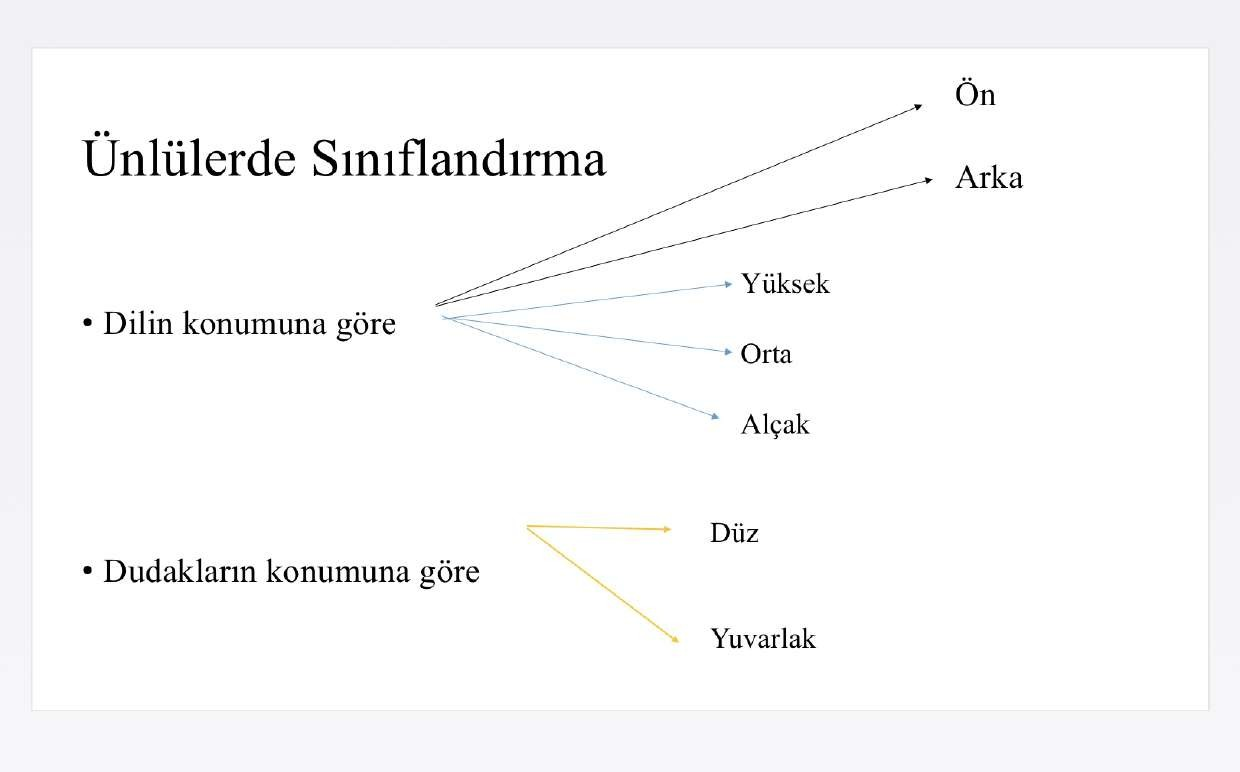 Ünlülerde Sınıflandırma
• Dilin konumuna göre
Ön
Arka
Yüksek
Orta
Alçak
• Dudakların konumuna göre
Düz
Yuvarlak